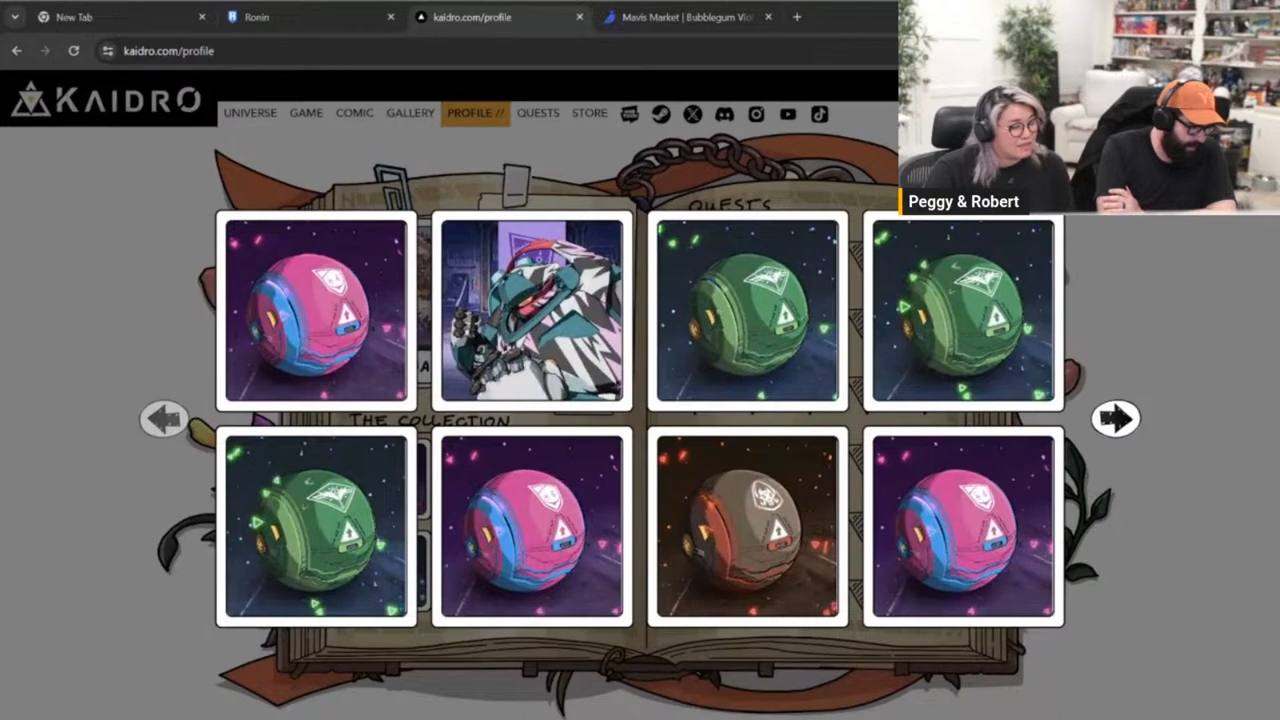 New Tab
Ronin
kaidro.com/profile
Mavis Market | Bubblegum Vio
kaidro.com/profile
KAIDRO
UNIVERSE
GAME
COMIC
GALLERY
PROFILE //
QUESTS
STORE
Peggy & Robert
QUESTS
THE COLLECTION